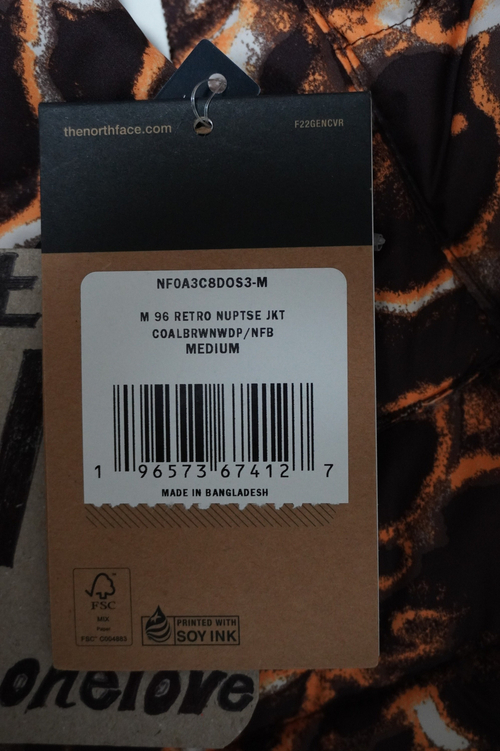 thenorthface.com
F22GENCVR
NF0A3C8DOS3-M
M 96 RETRO NUPTSE JKT
COALBRWNWDP/NFB
MEDIUM
1 96573 67412 7
MADE IN BANGLADESH
FSC
MIX
FSC® C004863
PRINTED WITH
SOY INK
onelove